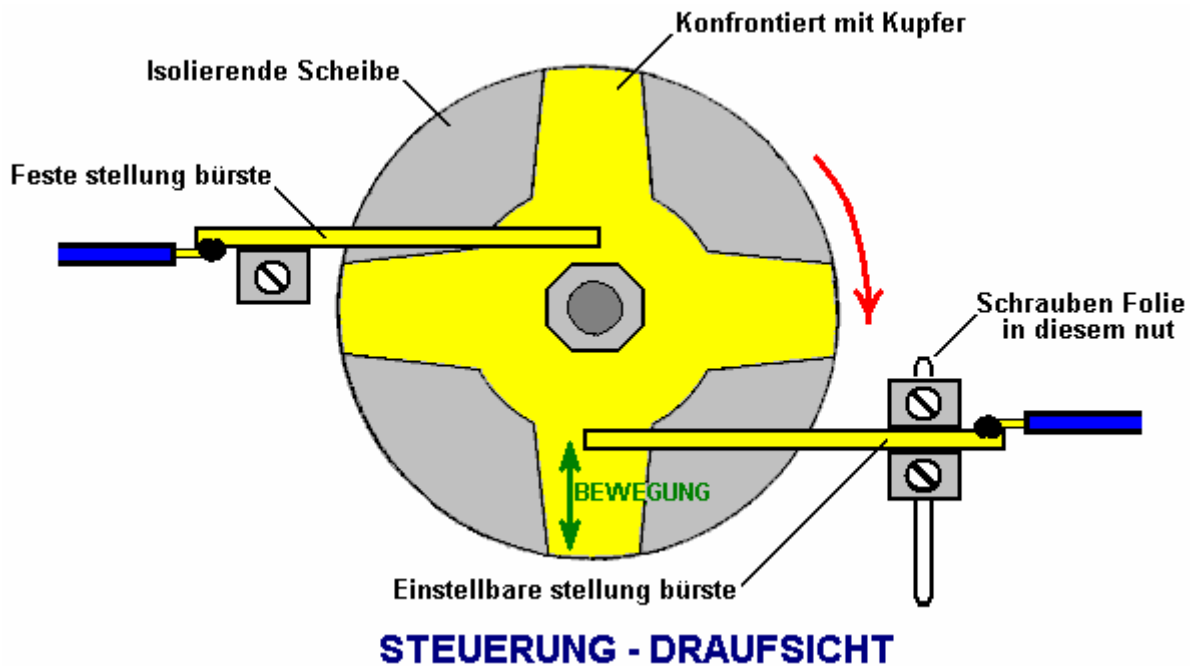 Konfrontiert mit Kupfer
Isolierende Scheibe
Feste stellung bürste
Schrauben Folie
in diesem nut
BEWEGUNG
Einstellbare stellung bürste
STEUERUNG - DRAUFSICHT